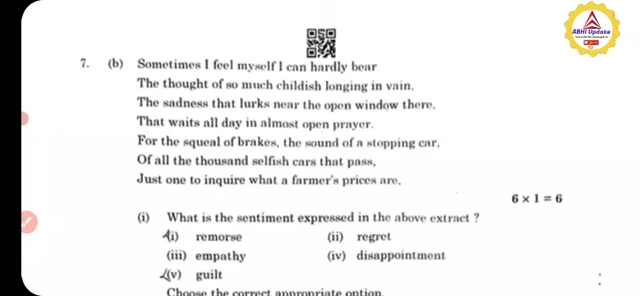 ABHI Update
7. (b) Sometimes I feel myself I can hardly bear
The thought of so much childish longing in vain,
The sadness that lurks near the open window there,
That waits all day in almost open prayer.
For the squeal of brakes, the sound of a stopping car,
Of all the thousand selfish cars that pass,
Just one to inquire what a farmer's prices are,
6 × 1 = 6
(i) What is the sentiment expressed in the above extract ?
(i) remorse (ii) regret
(iii) empathy (iv) disappointment
(v) guilt
Choose the correct appropriate option.